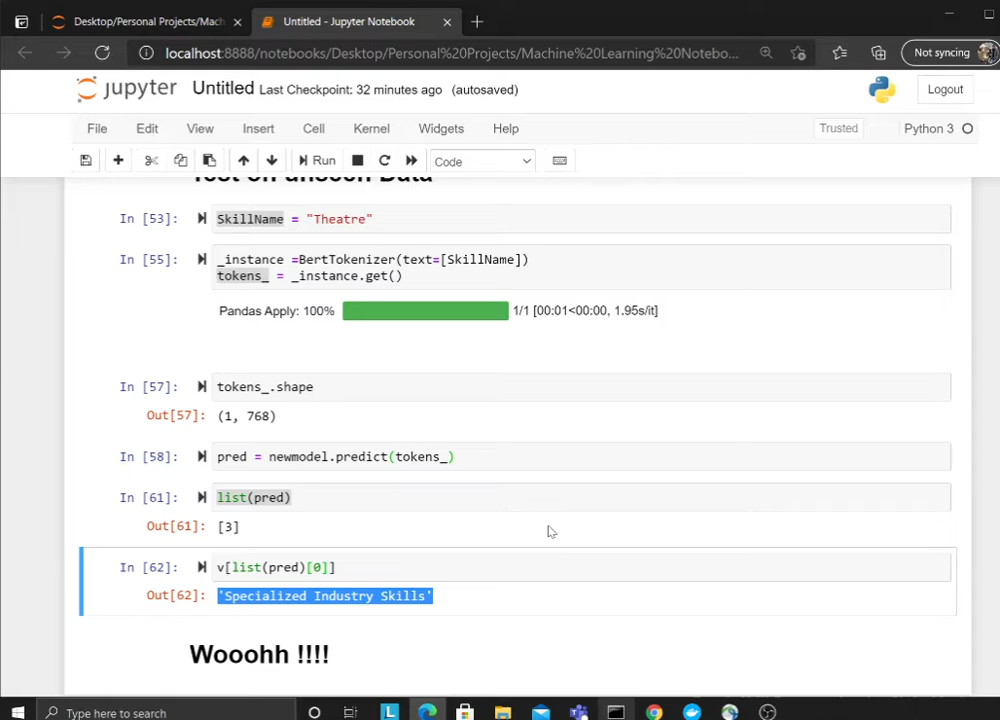 Desktop/Personal Projects/Mach
Untitled - Jupyter Notebook
localhost:8888/notebooks/Desktop/Personal%20Projects/Machine%20Learning%20Notebo...
Not syncing
jupyter Untitled Last Checkpoint: 32 minutes ago (autosaved)
Logout
File Edit View Insert Cell Kernel Widgets Help
Trusted Python 3
Run Code
Test on unseen Data
In [53]: SkillName = "Theatre"
In [55]: _instance =BertTokenizer(text=[SkillName])
tokens_ = _instance.get()
Pandas Apply: 100% 1/1 [00:01<00:00, 1.95s/it]
In [57]: tokens_.shape
Out[57]: (1, 768)
In [58]: pred = newmodel.predict(tokens_)
In [61]: list(pred)
Out[61]: [3]
In [62]: v[list(pred)[0]]
Out[62]: 'Specialized Industry Skills'
Wooohh !!!!
Type here to search